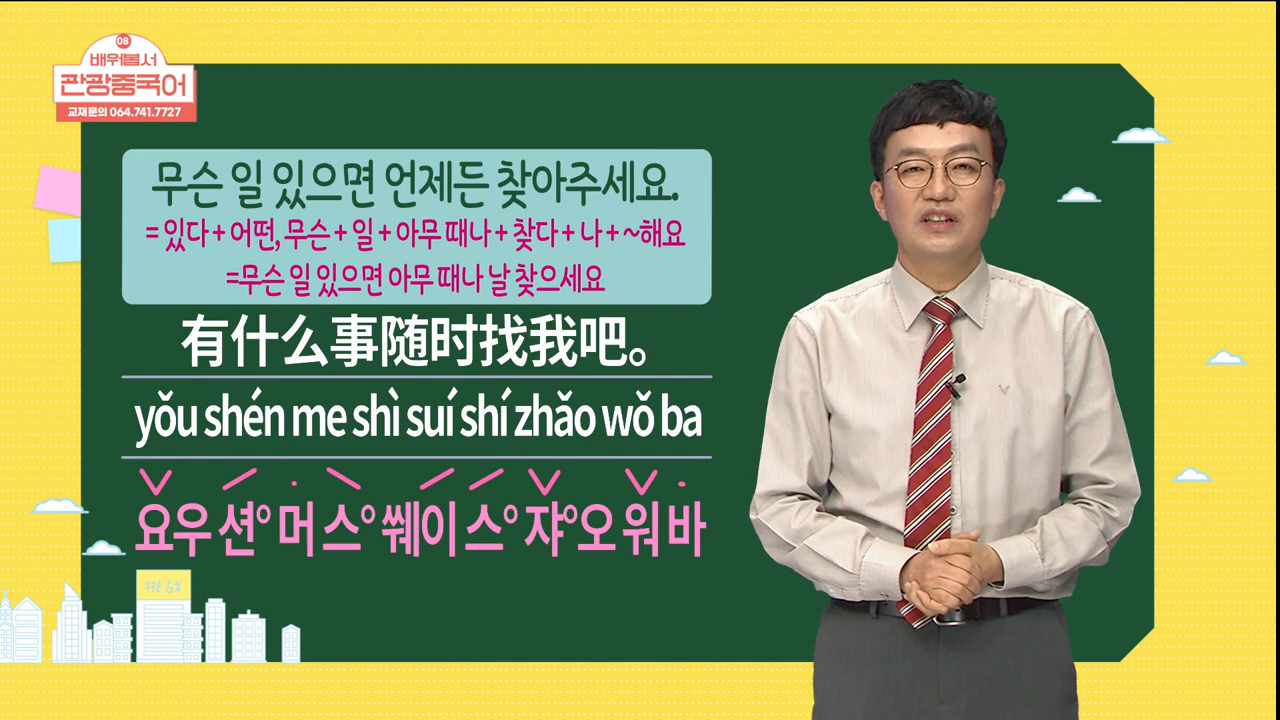 08
배워봅서
관광중국어
교재문의 064.741.7727
무슨 일 있으면 언제든 찾아주세요.
= 있다 + 어떤, 무슨 + 일 + 아무 때나 + 찾다 + 나 + ~해요
=무슨 일 있으면 아무 때나 날 찾으세요
有什么事随时找我吧。
yǒu shén me shì suí shí zhǎo wǒ ba
요우 션° 머 스° 쒜이 스° 쟈°오 워 바
挑战